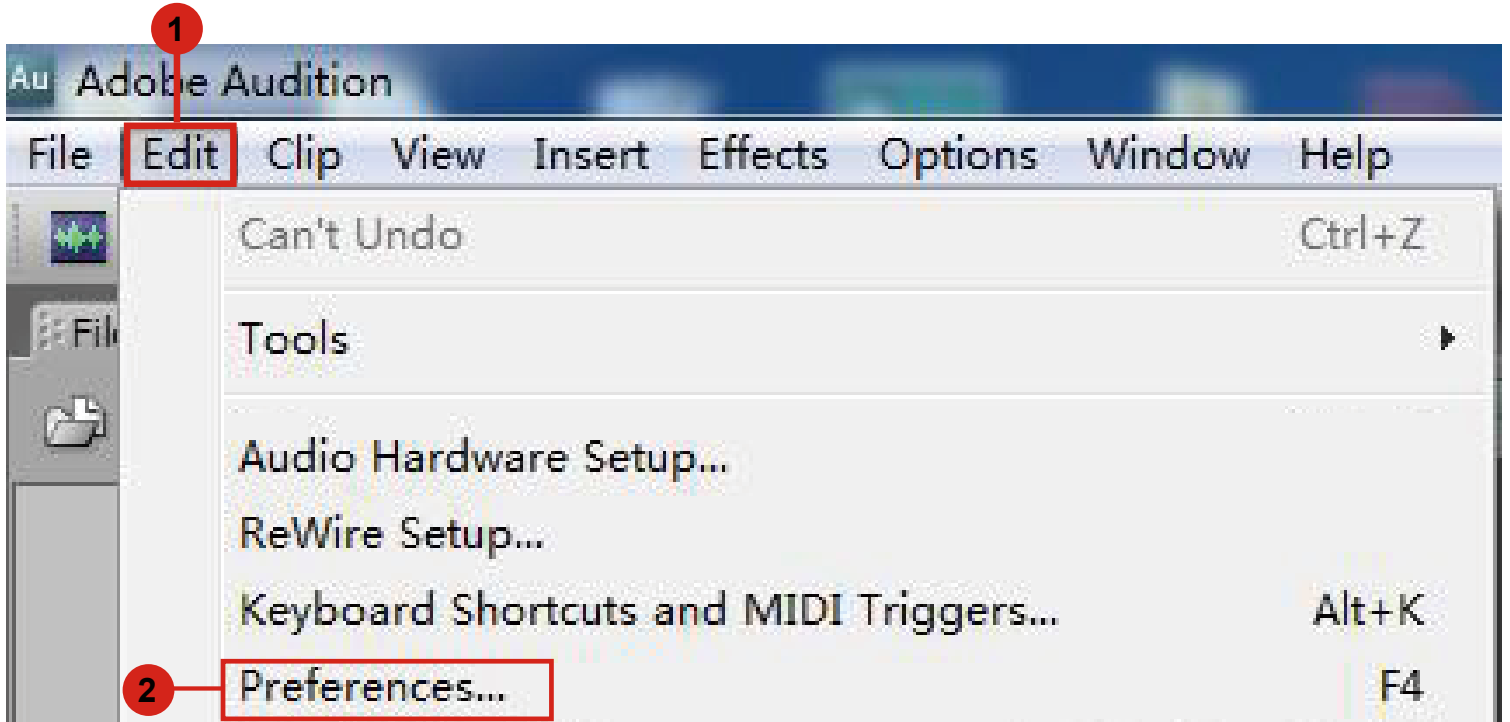 1
Au Adobe Audition
File Edit Clip View Insert Effects Options Window Help
Can't Undo Ctrl+Z
Fil
Tools
Audio Hardware Setup...
ReWire Setup...
Keyboard Shortcuts and MIDI Triggers... Alt+K
2 Preferences... F4